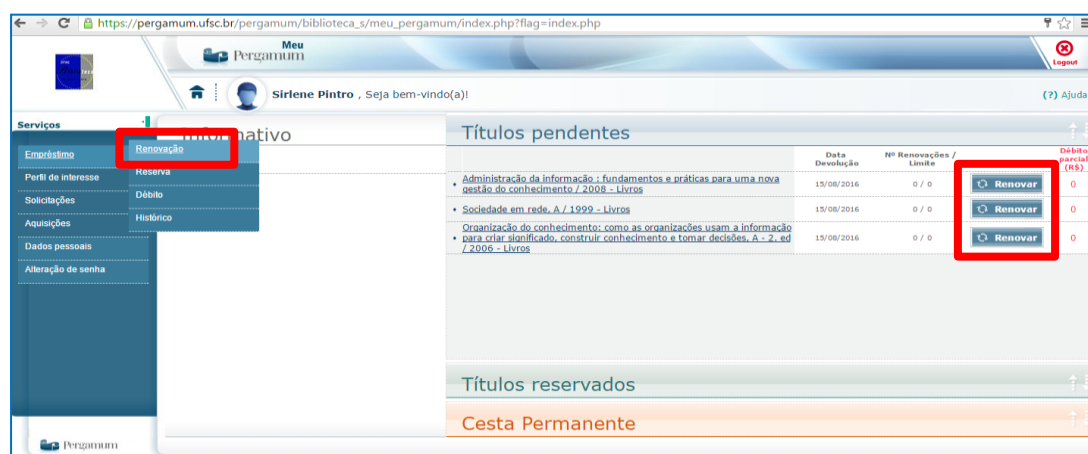 https://pergamum.ufsc.br/pergamum/biblioteca_s/meu_pergamum/index.php?flag=index.php
Meu
Pergamum
Logout
Sirlene Pintro , Seja bem-vindo(a)!
(?) Ajuda
Serviços
Empréstimo
Perfil de interesse
Solicitações
Aquisições
Dados pessoais
Alteração de senha
Renovação
Reserva
Débito
Histórico
Informativo
Títulos pendentes
Data
Devolução
Nº Renovações /
Limite
Débito
parcial
(R$)
Administração da informação : fundamentos e práticas para uma nova
gestão do conhecimento / 2008 - Livros
15/08/2016
0 / 0
Renovar
0
Sociedade em rede, A / 1999 - Livros
15/08/2016
0 / 0
Renovar
0
Organização do conhecimento: como as organizações usam a informação
para criar significado, construir conhecimento e tomar decisões, A - 2. ed
/ 2006 - Livros
15/08/2016
0 / 0
Renovar
0
Títulos reservados
Cesta Permanente
Pergamum